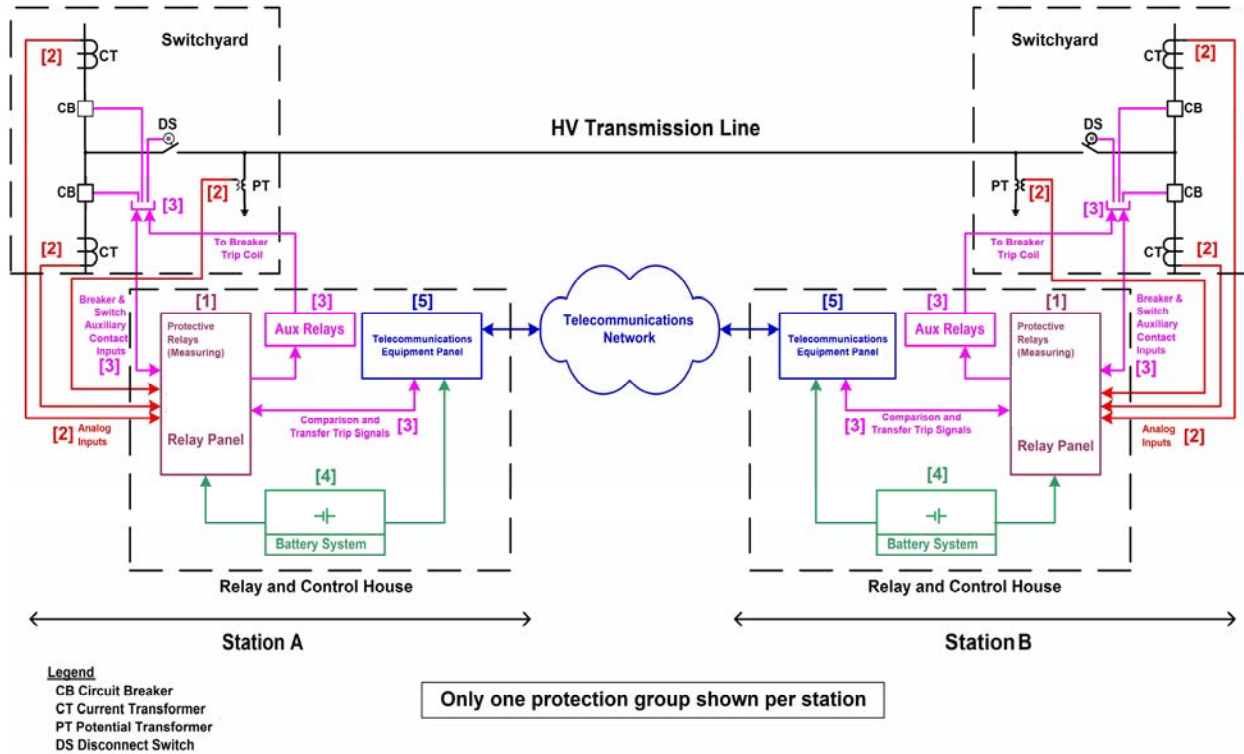 Switchyard
[2]
CT
CB
DS
CB
[2]
PT
[3]
[2]
CT
To Breaker
Trip Coil
HV Transmission Line
Switchyard
[2]
CT
CB
DS
CB
PT
[2]
[3]
CT
[2]
To Breaker
Trip Coil
Breaker &
Switch
Auxiliary
Contact
Inputs
[3]
[1]
Protective
Relays
(Measuring)
Relay Panel
[3]
Aux Relays
[5]
Telecommunications
Equipment Panel
Comparison and
Transfer Trip Signals
[3]
[2] Analog
Inputs
[4]
Battery System
Relay and Control House
Telecommunications
Network
[5]
Telecommunications
Equipment Panel
[3]
Aux Relays
[1]
Protective
Relays
(Measuring)
Relay Panel
Breaker &
Switch
Auxiliary
Contact
Inputs
[3]
Comparison and
[3] Transfer Trip Signals
Analog
Inputs
[2]
[4]
Battery System
Relay and Control House
Station A
Station B
Legend
CB Circuit Breaker
CT Current Transformer
PT Potential Transformer
DS Disconnect Switch
Only one protection group shown per station